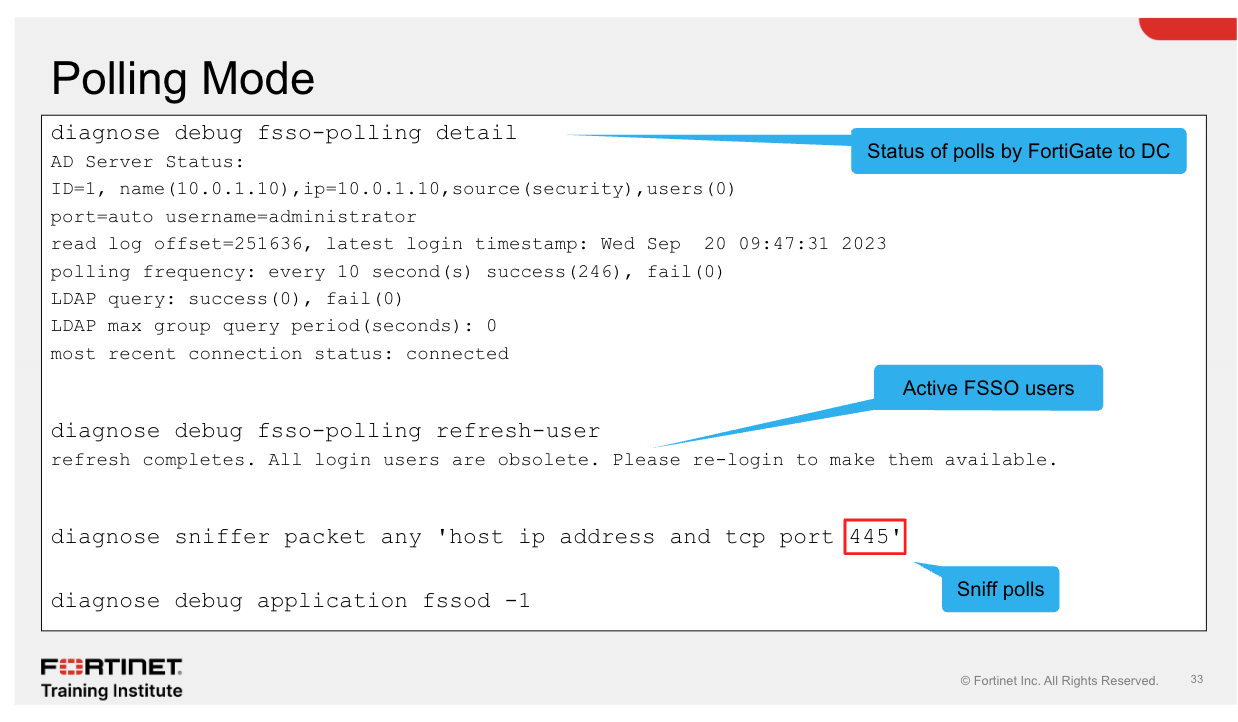 Polling Mode
diagnose debug fsso-polling detail
Status of polls by FortiGate to DC
AD Server Status:
ID=1, name(10.0.1.10),ip=10.0.1.10,source(security),users(0)
port=auto username=administrator
read log offset=251636, latest login timestamp: Wed Sep  20 09:47:31 2023
polling frequency: every 10 second(s) success(246), fail(0)
LDAP query: success(0), fail(0)
LDAP max group query period(seconds): 0
most recent connection status: connected
Active FSSO users
diagnose debug fsso-polling refresh-user
refresh completes. All login users are obsolete. Please re-login to make them available.
diagnose sniffer packet any 'host ip address and tcp port 445'
Sniff polls
diagnose debug application fssod -1
FORTINET
Training Institute
© Fortinet Inc. All Rights Reserved.
33